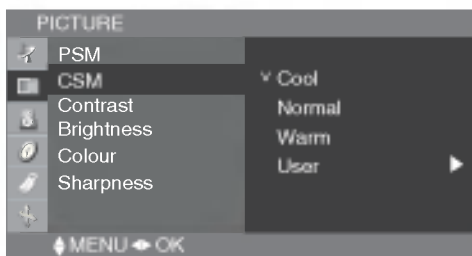 PICTURE
PSM
CSM
Contrast
Brightness
Colour
Sharpness
Cool
Normal
Warm
User
MENU OK